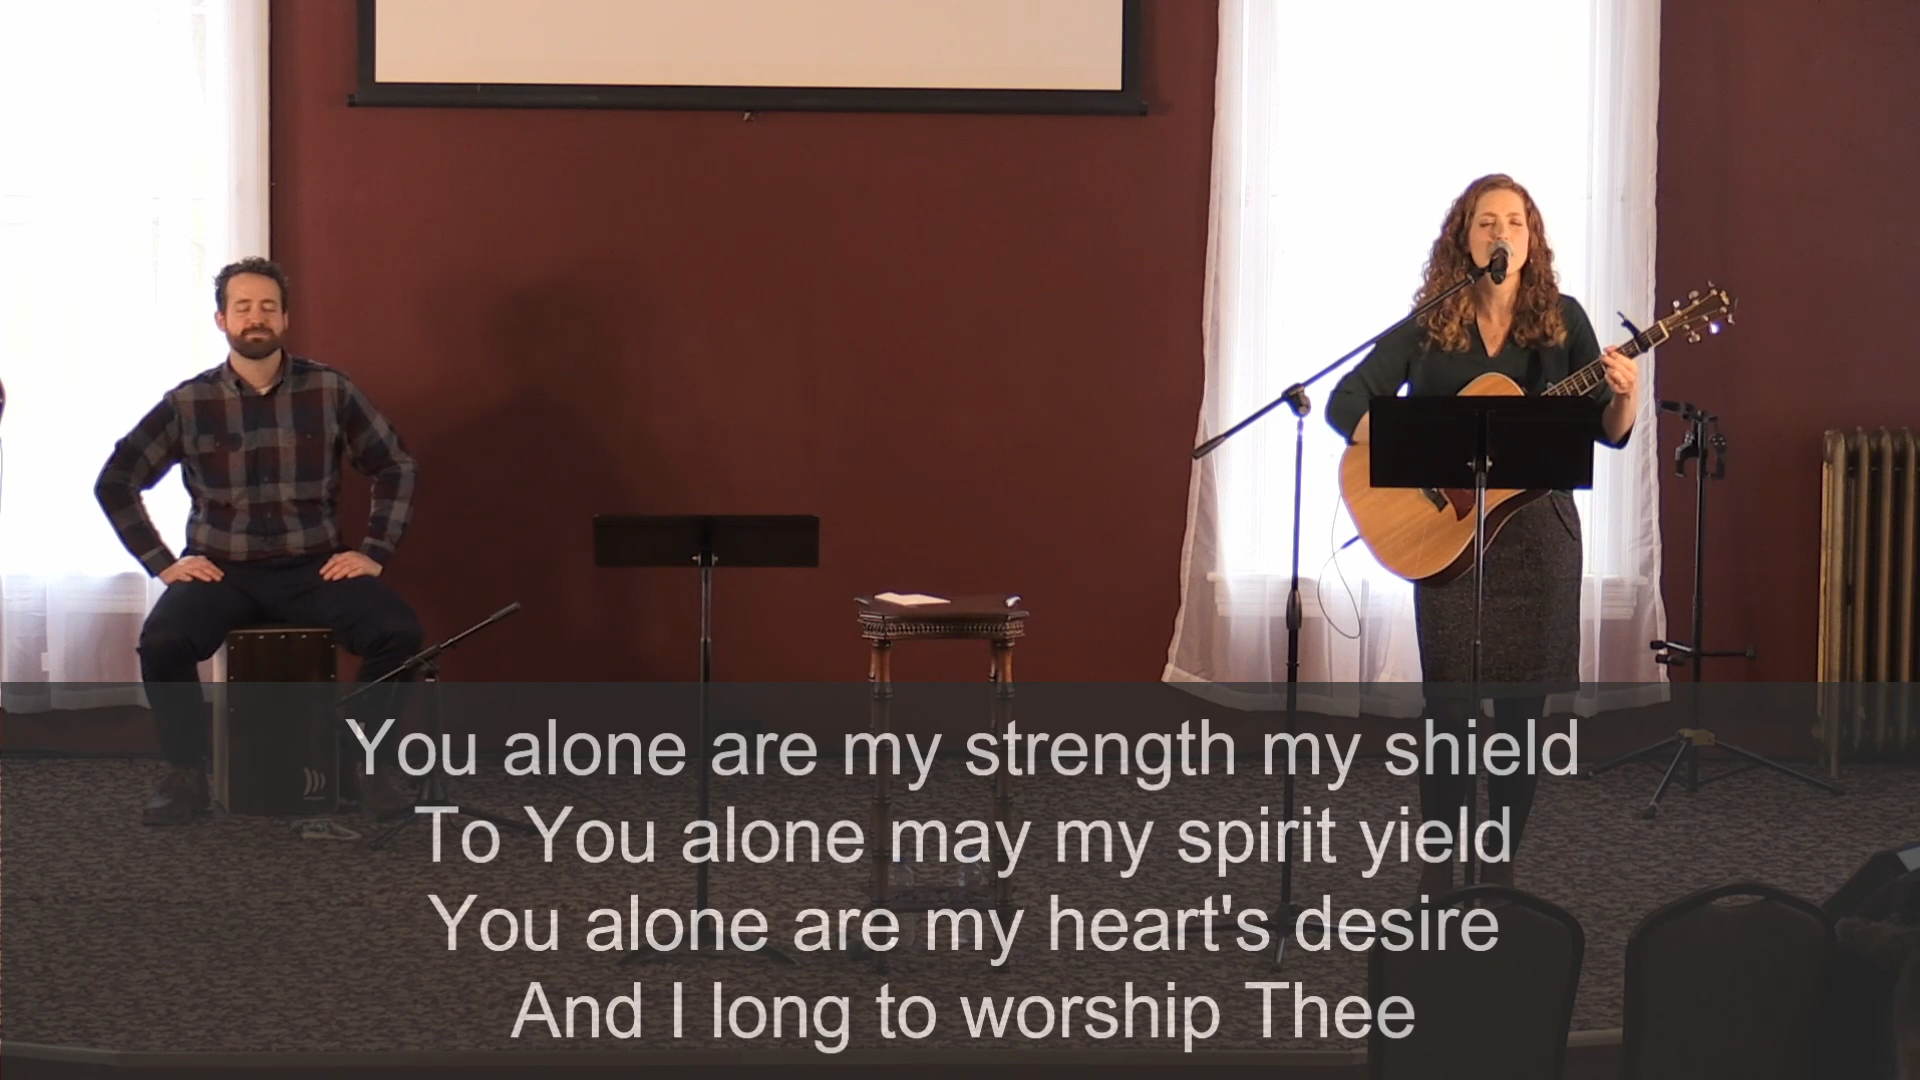 You alone are my strength my shield
To You alone may my spirit yield
You alone are my heart's desire
And I long to worship Thee